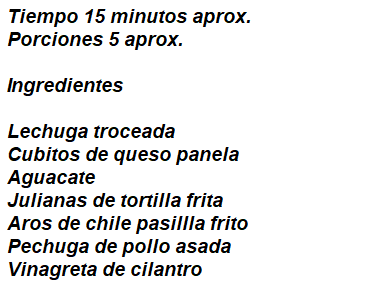 Tiempo 15 minutos aprox.
Porciones 5 aprox.
Ingredientes
Lechuga troceada
Cubitos de queso panela
Aguacate
Julianas de tortilla frita
Aros de chile pasillla frito
Pechuga de pollo asada
Vinagreta de cilantro